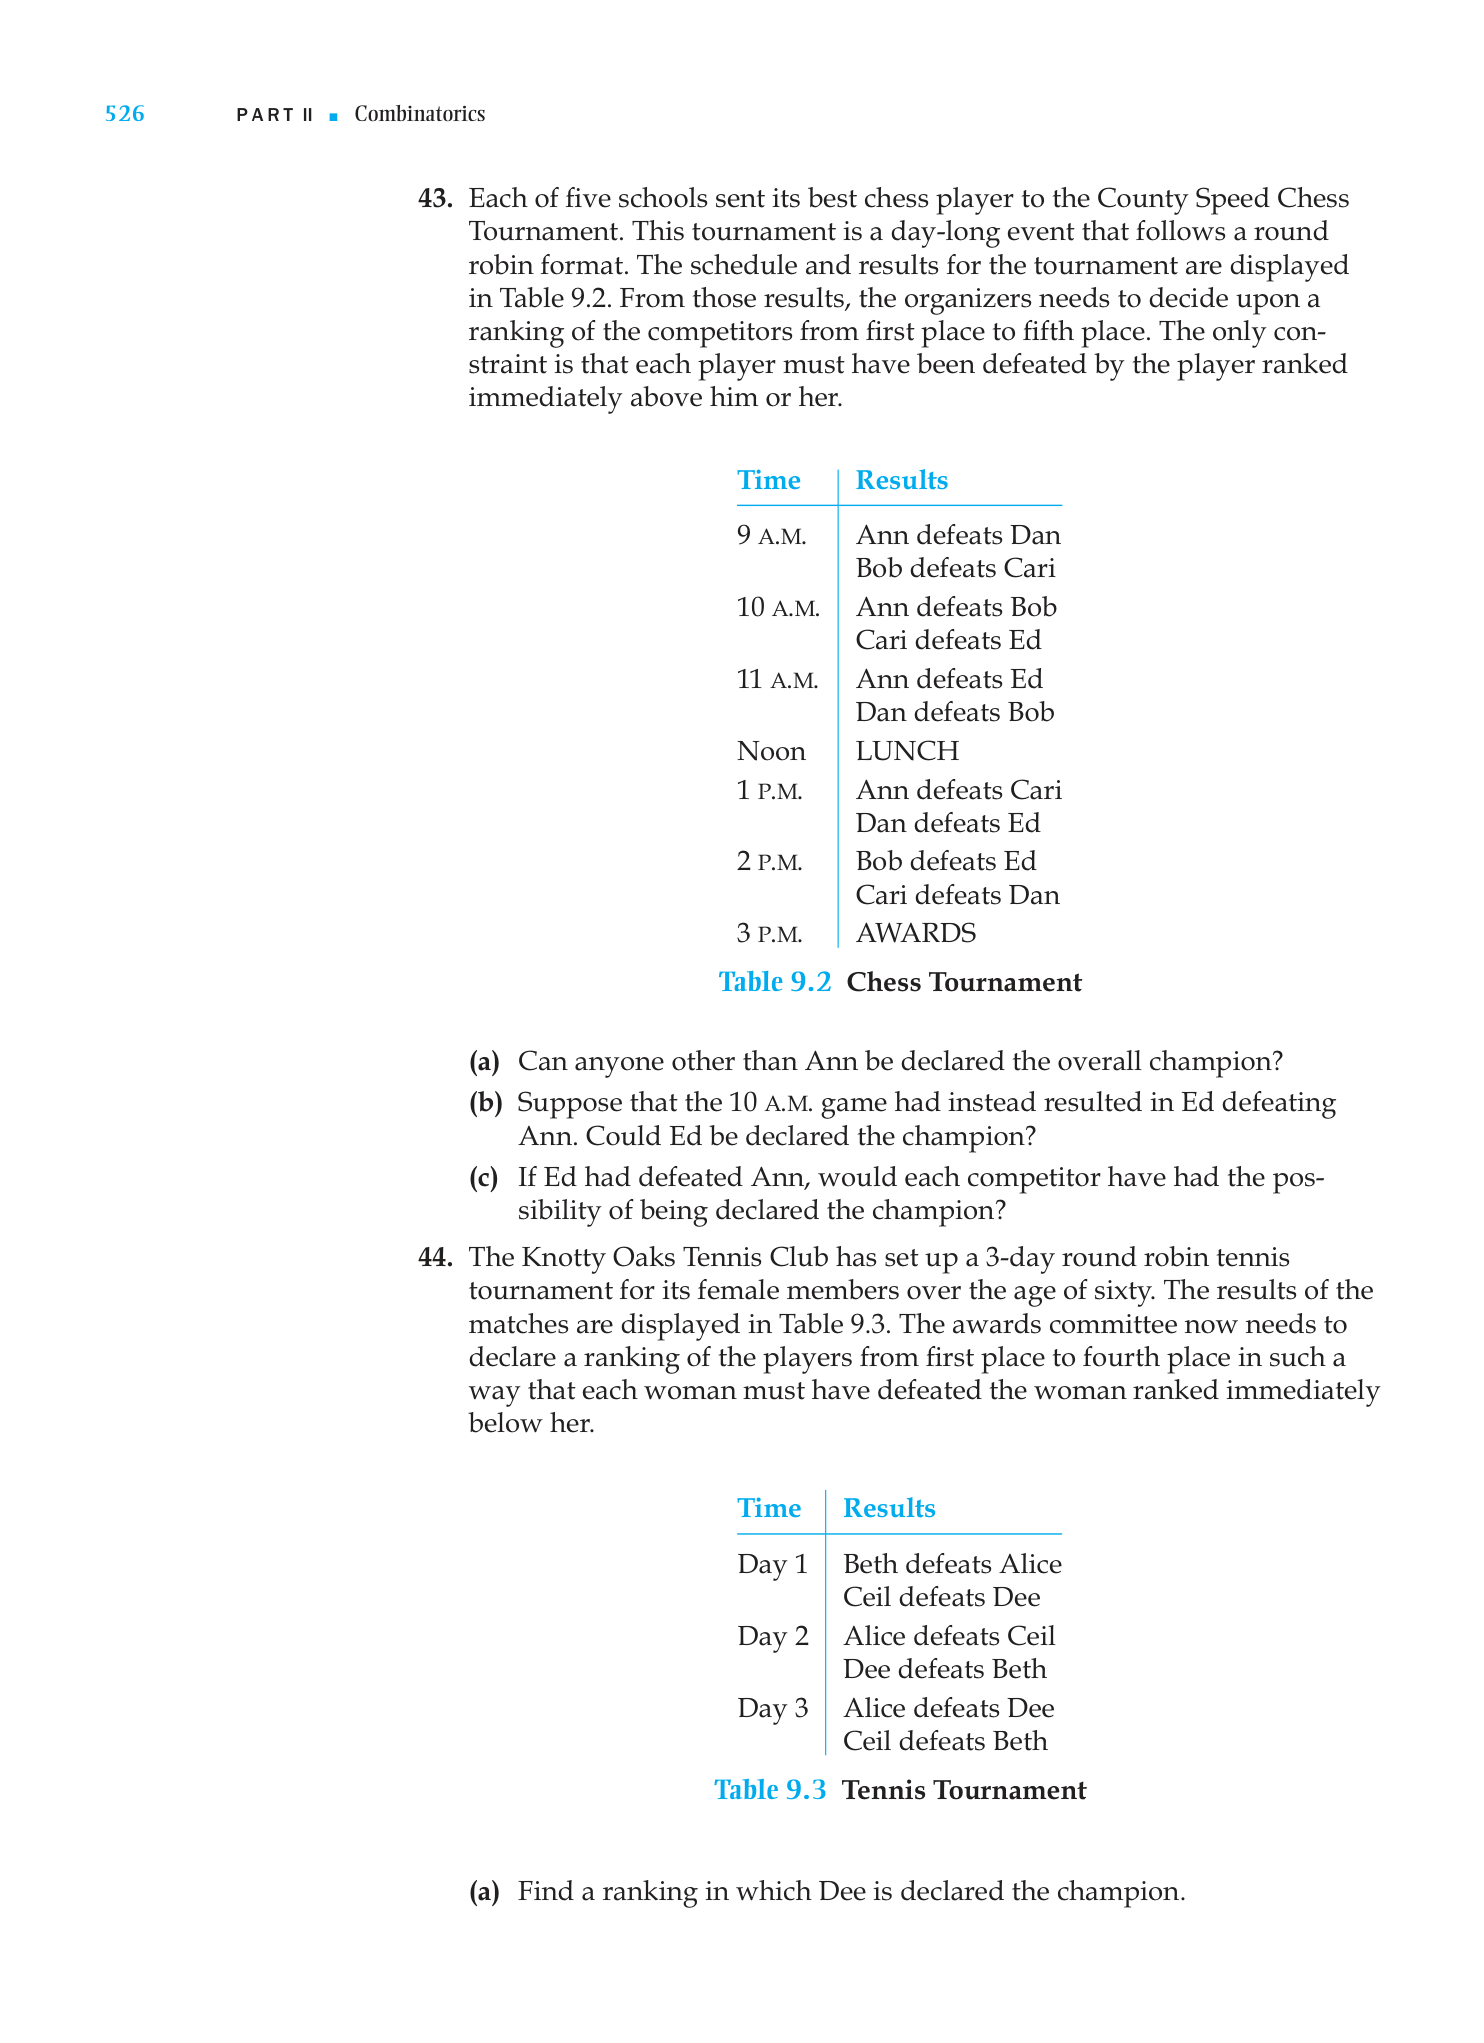 526 PART II ■ Combinatorics
43. Each of five schools sent its best chess player to the County Speed Chess
Tournament. This tournament is a day-long event that follows a round
robin format. The schedule and results for the tournament are displayed
in Table 9.2. From those results, the organizers needs to decide upon a
ranking of the competitors from first place to fifth place. The only con-
straint is that each player must have been defeated by the player ranked
immediately above him or her.
Time Results
9 A.M. Ann defeats Dan
Bob defeats Cari
10 A.M. Ann defeats Bob
Cari defeats Ed
11 A.M. Ann defeats Ed
Dan defeats Bob
Noon LUNCH
1 P.M. Ann defeats Cari
Dan defeats Ed
2 P.M. Bob defeats Ed
Cari defeats Dan
3 P.M. AWARDS
Table 9.2 Chess Tournament
(a) Can anyone other than Ann be declared the overall champion?
(b) Suppose that the 10 A.M. game had instead resulted in Ed defeating
Ann. Could Ed be declared the champion?
(c) If Ed had defeated Ann, would each competitor have had the pos-
sibility of being declared the champion?
44. The Knotty Oaks Tennis Club has set up a 3-day round robin tennis
tournament for its female members over the age of sixty. The results of the
matches are displayed in Table 9.3. The awards committee now needs to
declare a ranking of the players from first place to fourth place in such a
way that each woman must have defeated the woman ranked immediately
below her.
Time Results
Day 1 Beth defeats Alice
Ceil defeats Dee
Day 2 Alice defeats Ceil
Dee defeats Beth
Day 3 Alice defeats Dee
Ceil defeats Beth
Table 9.3 Tennis Tournament
(a) Find a ranking in which Dee is declared the champion.